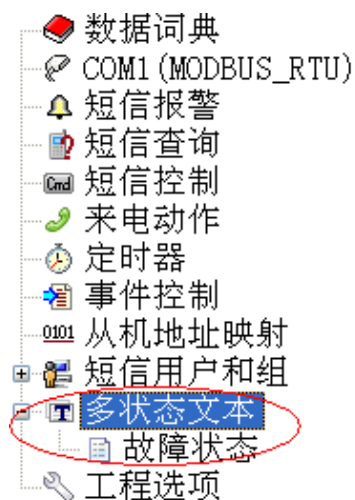 数据词典
COM1(MODBUS_RTU)
短信报警
短信查询
Cmd 短信控制
来电动作
定时器
事件控制
0101 从机地址映射
短信用户和组
T 多状态文本
故障状态
工程选项